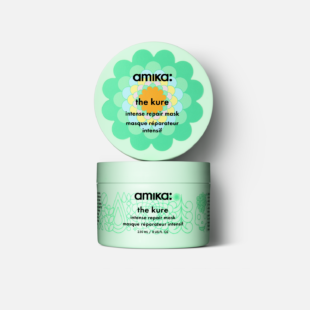 amika:
the kure
intense repair mask
masque réparateur
intensif
amika:
the kure
intense repair mask
masque réparateur intensif